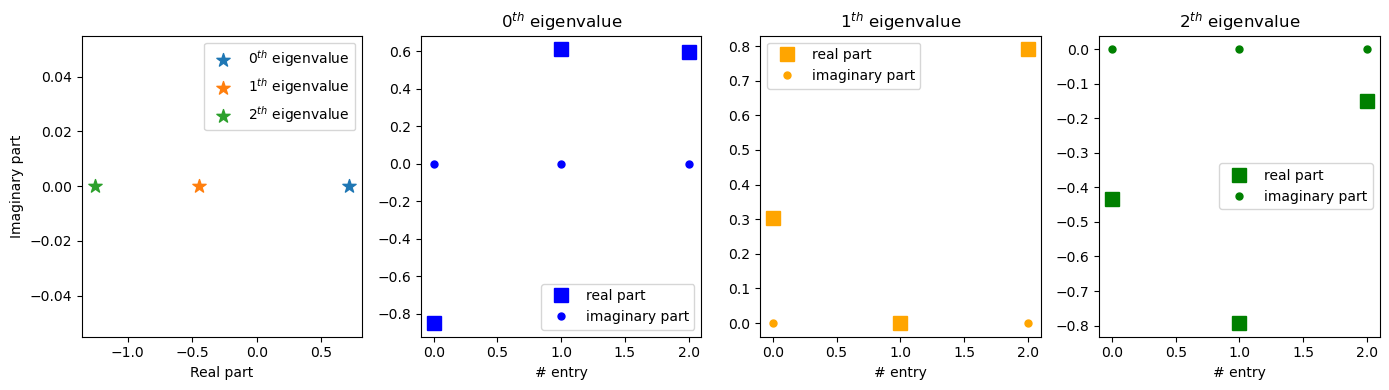 0th eigenvalue
1th eigenvalue
2th eigenvalue
0.04
0.02
0.00
−0.02
−0.04
Imaginary part
−1.0 −0.5 0.0 0.5
Real part
0th eigenvalue
0.6
0.4
0.2
0.0
−0.2
−0.4
−0.6
−0.8
real part
imaginary part
0.0 0.5 1.0 1.5 2.0
# entry
1th eigenvalue
0.8
0.7
0.6
0.5
0.4
0.3
0.2
0.1
0.0
real part
imaginary part
0.0 0.5 1.0 1.5 2.0
# entry
2th eigenvalue
0.0
−0.1
−0.2
−0.3
−0.4
−0.5
−0.6
−0.7
−0.8
real part
imaginary part
0.0 0.5 1.0 1.5 2.0
# entry